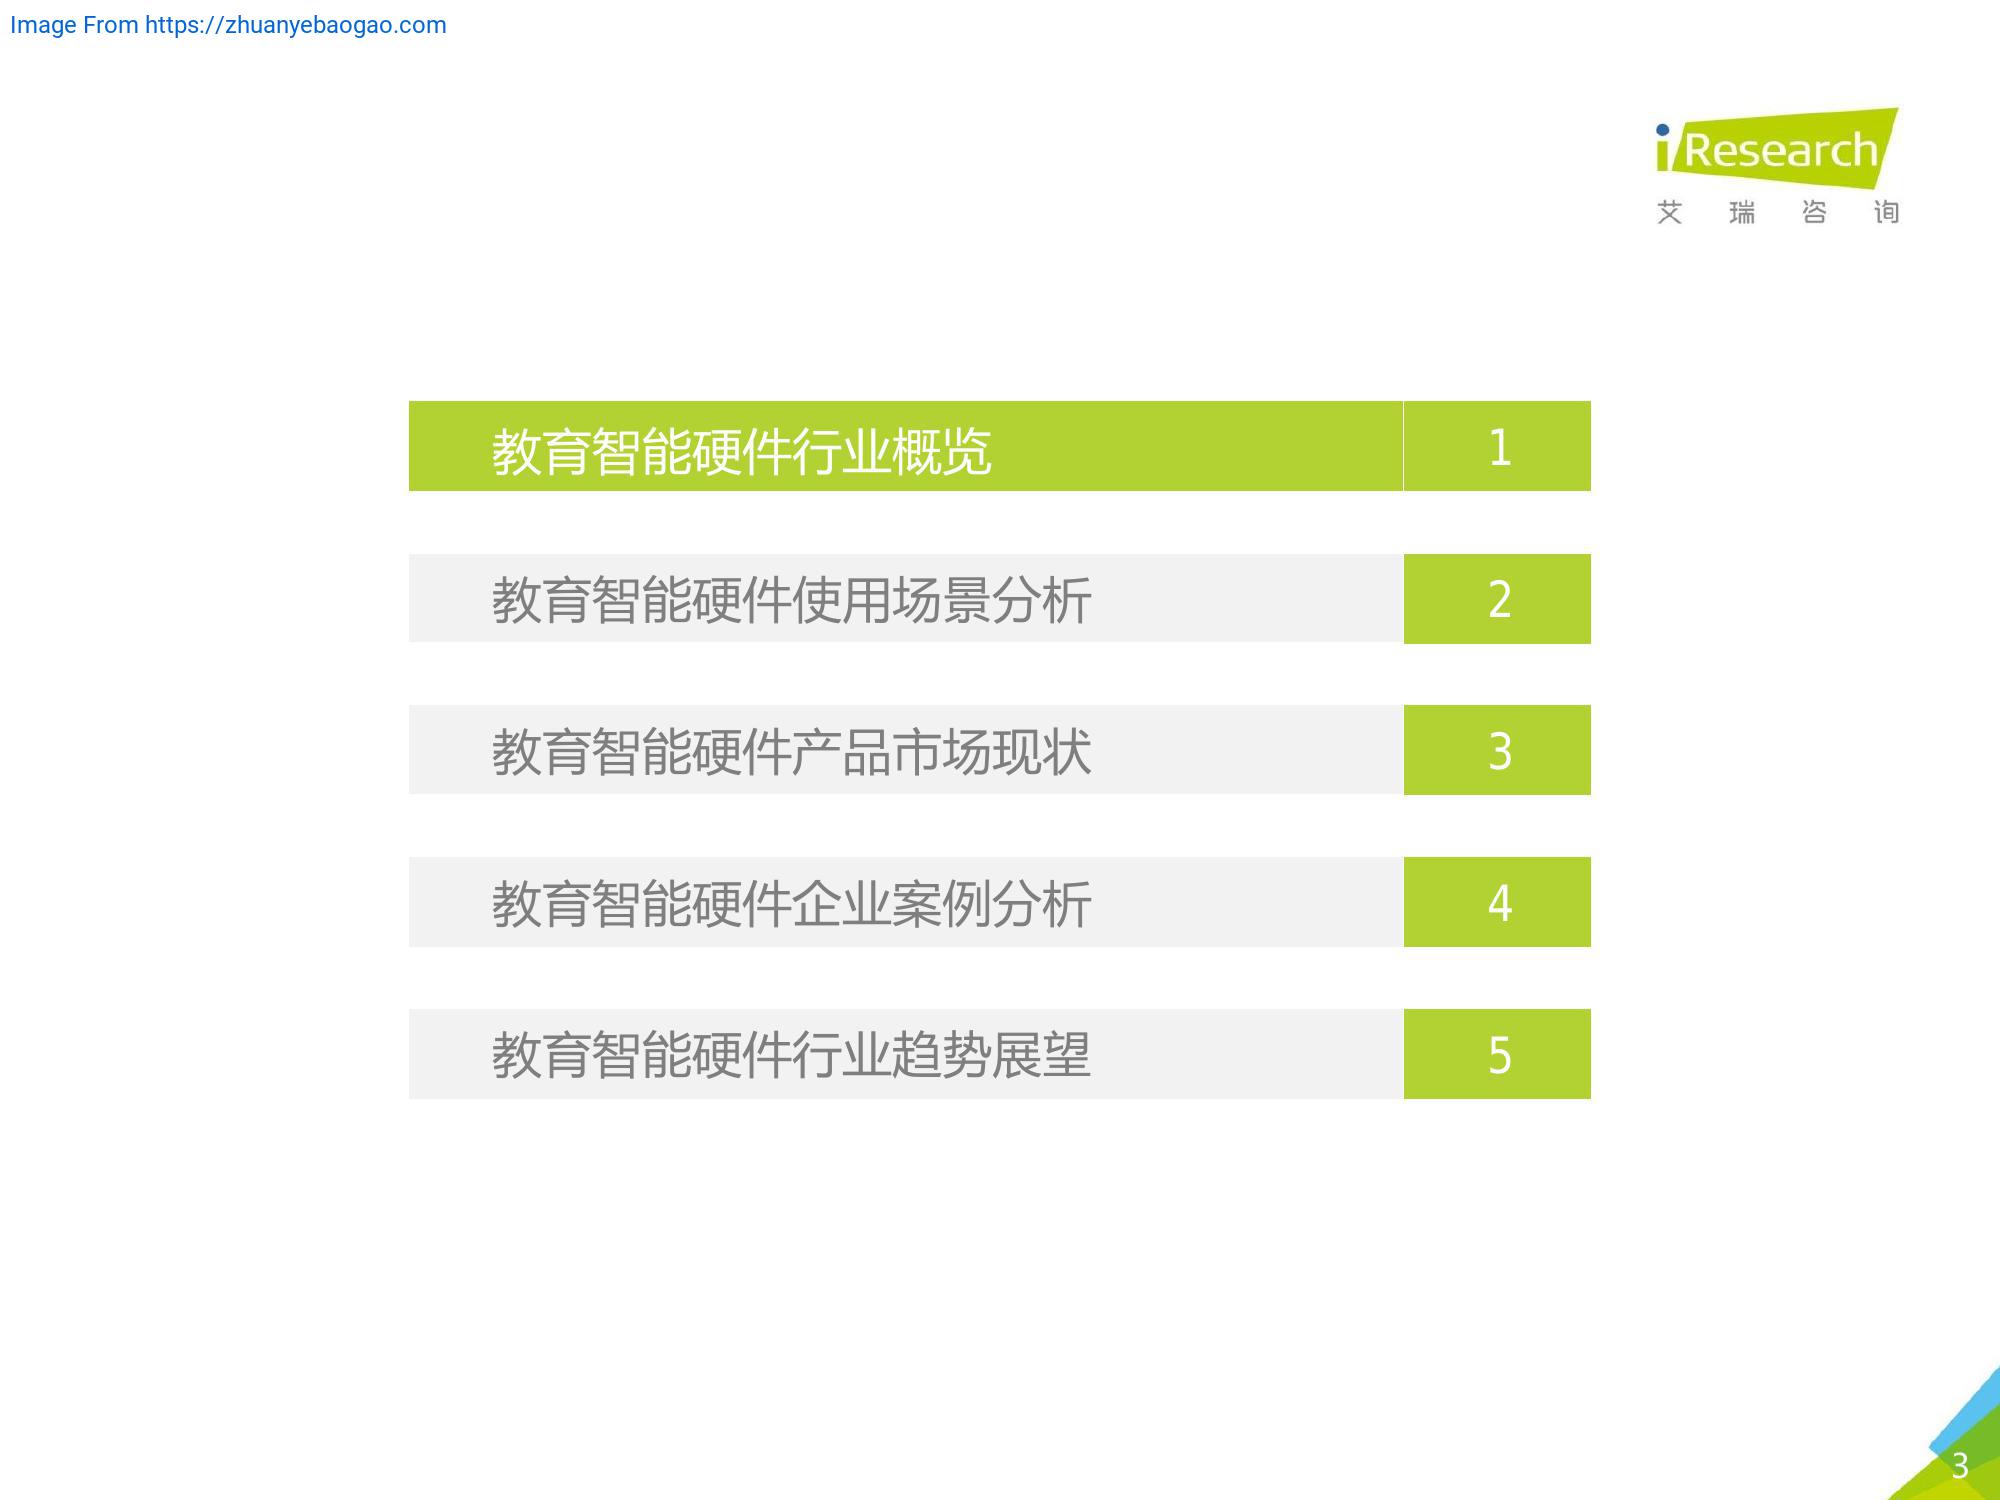 Image From https://zhuanyebaogao.com
iResearch
艾瑞咨询
教育智能硬件行业概览 1
教育智能硬件使用场景分析 2
教育智能硬件产品市场现状 3
教育智能硬件企业案例分析 4
教育智能硬件行业趋势展望 5
3